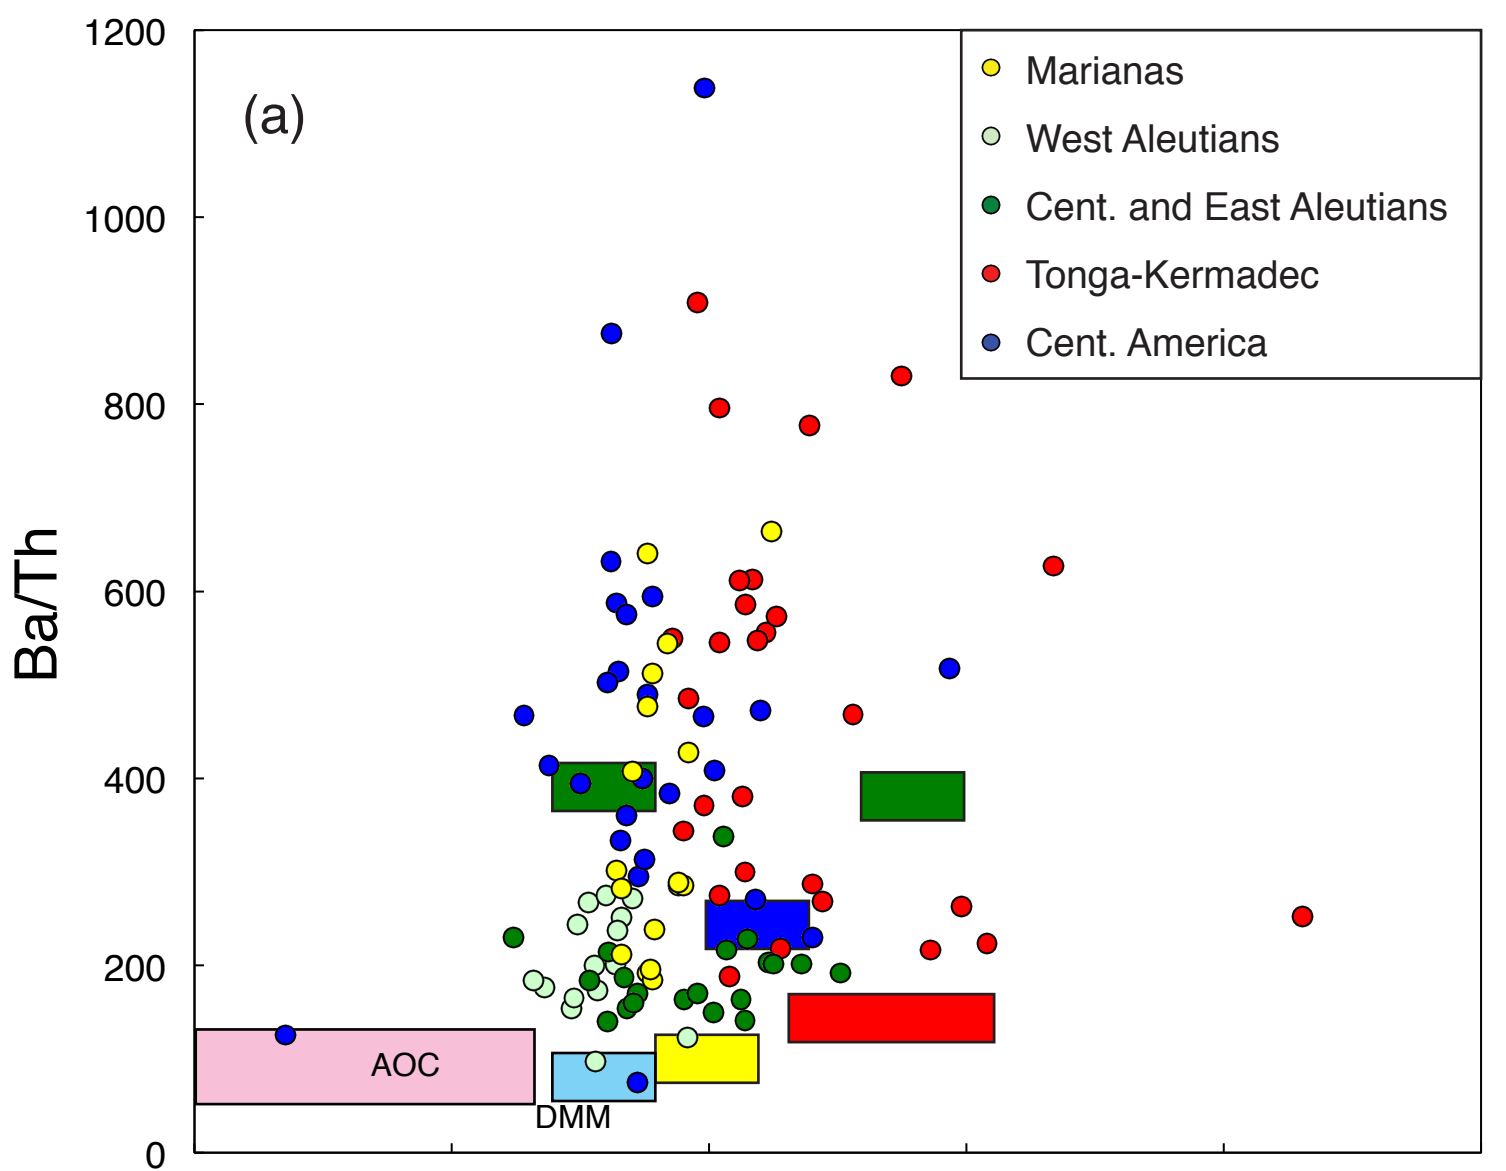 1200
1000
800
600
400
200
0
Ba/Th
(a)
Marianas
West Aleutians
Cent. and East Aleutians
Tonga-Kermadec
Cent. America
AOC
DMM